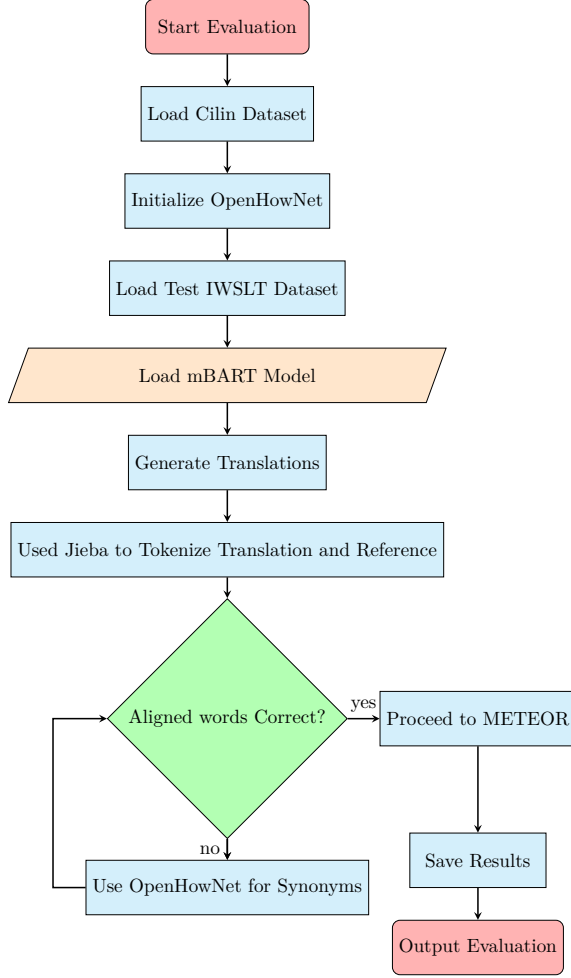 Start Evaluation
Load Cilin Dataset
Initialize OpenHowNet
Load Test IWSLT Dataset
Load mBART Model
Generate Translations
Used Jieba to Tokenize Translation and Reference
Aligned words Correct?
yes
Proceed to METEOR
no
Use OpenHowNet for Synonyms
Save Results
Output Evaluation